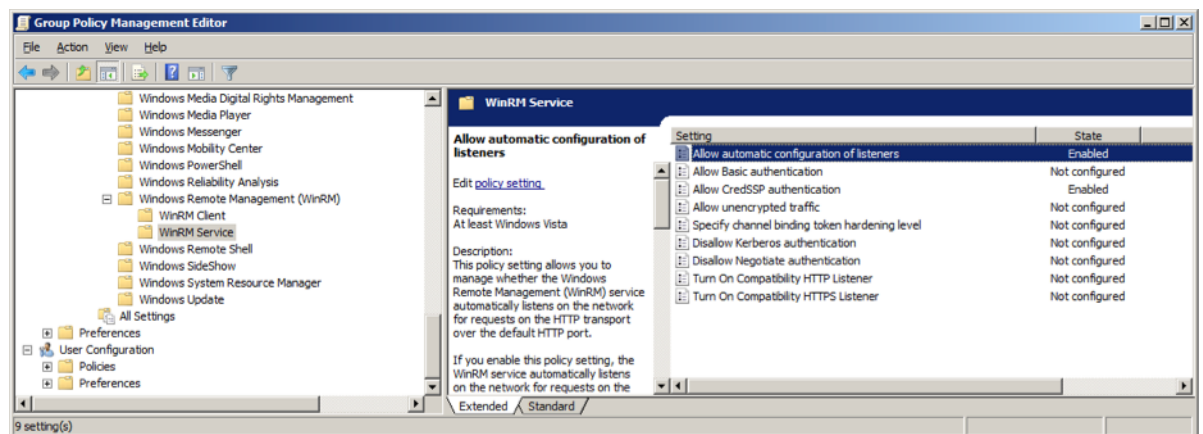 Group Policy Management Editor
File Action View Help
Windows Media Digital Rights Management
Windows Media Player
Windows Messenger
Windows Mobility Center
Windows PowerShell
Windows Reliability Analysis
Windows Remote Management (WinRM)
WinRM Client
WinRM Service
Windows Remote Shell
Windows SideShow
Windows System Resource Manager
Windows Update
All Settings
Preferences
User Configuration
Policies
Preferences
WinRM Service
Allow automatic configuration of
listeners
Edit policy setting
Requirements:
At least Windows Vista
Description:
This policy setting allows you to
manage whether the Windows
Remote Management (WinRM) service
automatically listens on the network
for requests on the HTTP transport
over the default HTTP port.
If you enable this policy setting, the
WinRM service automatically listens
on the network for requests on the
Setting State
Allow automatic configuration of listeners Enabled
Allow Basic authentication Not configured
Allow CredSSP authentication Enabled
Allow unencrypted traffic Not configured
Specify channel binding token hardening level Not configured
Disallow Kerberos authentication Not configured
Disallow Negotiate authentication Not configured
Turn On Compatibility HTTP Listener Not configured
Turn On Compatibility HTTPS Listener Not configured
Extended Standard
9 setting(s)